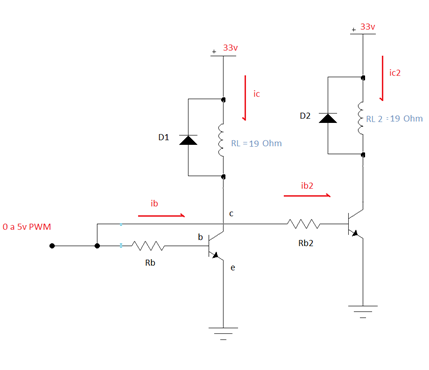 33v
33v
ic2
ic
D2
RL 2 =19 Ohm
D1
RL =19 Ohm
ib2
ib
c
0 a 5v PWM
b
Rb2
Rb
e
+
+